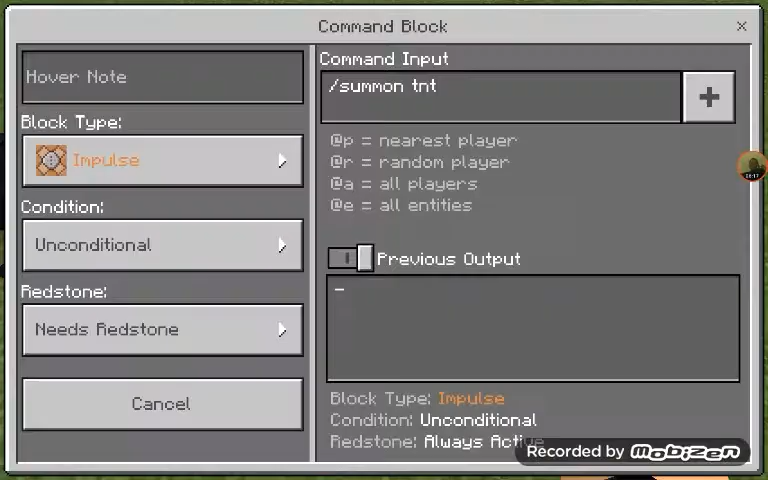 Command Block
Hover Note
Block Type:
Impulse
Condition:
Unconditional
Redstone:
Needs Redstone
Cancel
Command Input
/summon tnt
@p = nearest player
@r = random player
@a = all players
@e = all entities
Previous Output
-
Block Type: Impulse
Condition: Unconditional
Redstone: Always Active
Recorded by Mobizen